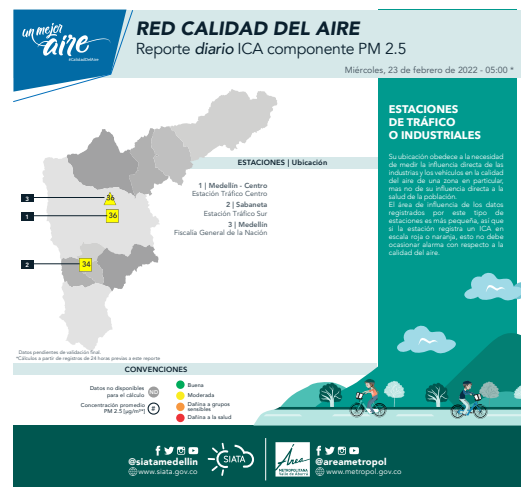 un mejor
aire
#CalidadDelAire
RED CALIDAD DEL AIRE
Reporte diario ICA componente PM 2.5
Miércoles, 23 de febrero de 2022 - 05:00 *
ESTACIONES
DE TRÁFICO
O INDUSTRIALES
Su ubicación obedece a la necesidad
de medir la influencia directa de las
industrias y los vehículos en la calidad
del aire de una zona en particular,
mas no de su influencia directa a la
salud de la población.
El área de influencia de los datos
registrados por este tipo de
estaciones es más pequeña, así que
si la estación registra un ICA en
escala roja o naranja, esto no debe
ocasionar alarma con respecto a la
calidad del aire.
ESTACIONES | Ubicación
1 | Medellín - Centro
Estación Tráfico Centro
2 | Sabaneta
Estación Tráfico Sur
3 | Medellín
Fiscalía General de la Nación
3
36
1
36
2
34
Datos pendientes de validación final.
*Cálculos a partir de registros de 24 horas previas a este reporte
CONVENCIONES
Datos no disponibles
para el cálculo
Concentración promedio
PM 2.5 [µg/m³]
#
Buena
Moderada
Dañina a grupos
sensibles
Dañina a la salud
@siatamedellin
www.siata.gov.co
SIATA
Área
METROPOLITANA
Valle de Aburrá
@areametropol
www.metropol.gov.co